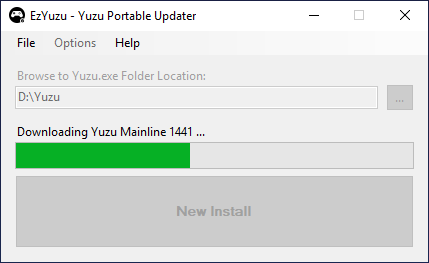 EzYuzu - Yuzu Portable Updater
File Options Help
Browse to Yuzu.exe Folder Location:
D:\Yuzu ...
Downloading Yuzu Mainline 1441 ...
New Install